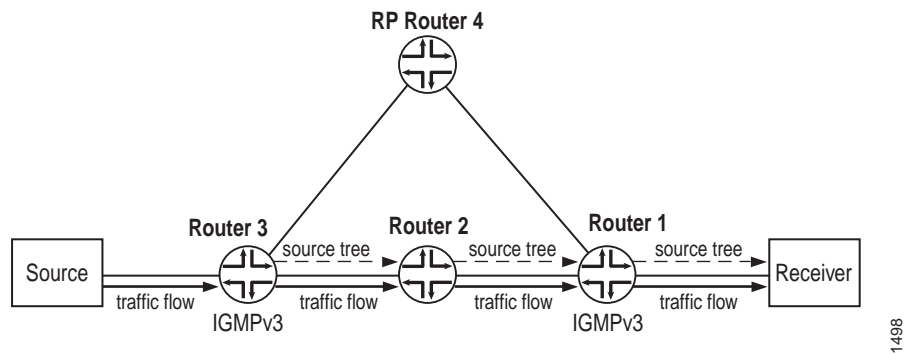 RP Router 4
Router 3
Router 2
Router 1
source tree
source tree
source tree
Source
Receiver
traffic flow
traffic flow
traffic flow
traffic flow
IGMPv3
IGMPv3
1498